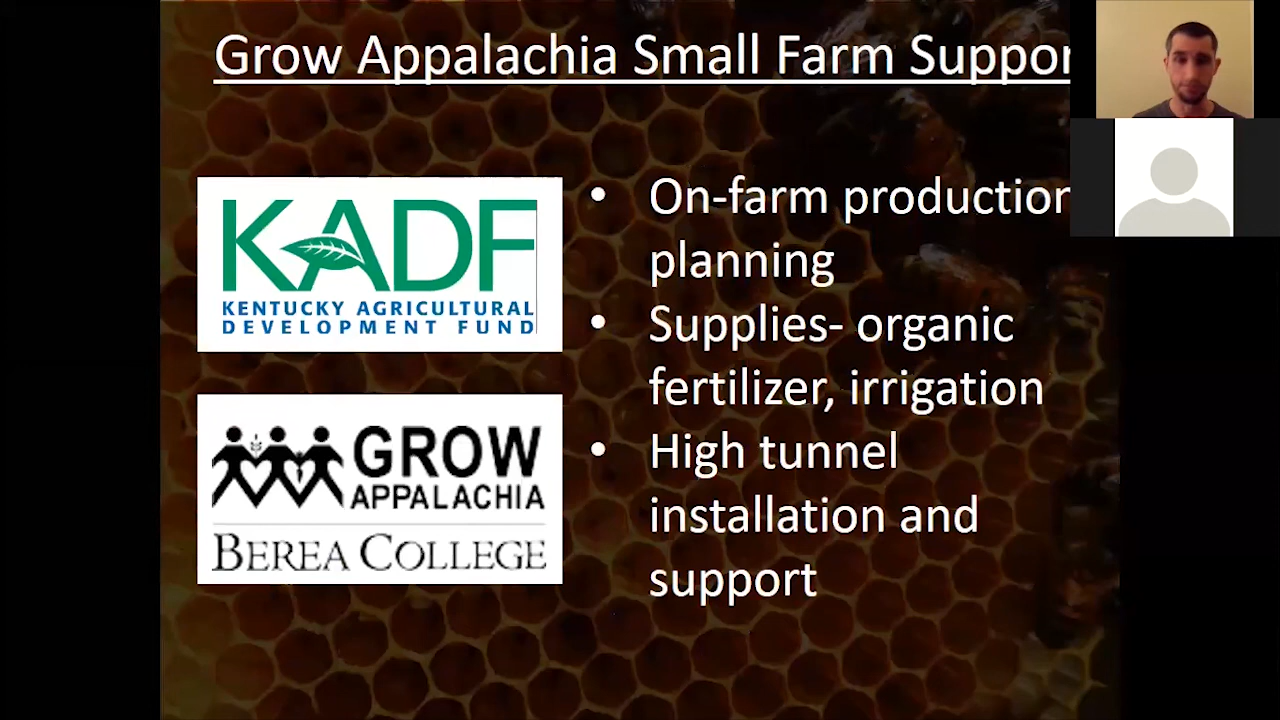 Grow Appalachia Small Farm Suppor
KADF
KENTUCKY AGRICULTURAL
DEVELOPMENT FUND
GROW
APPALACHIA
BEREA COLLEGE
• On-farm production
planning
• Supplies- organic
fertilizer, irrigation
• High tunnel
installation and
support